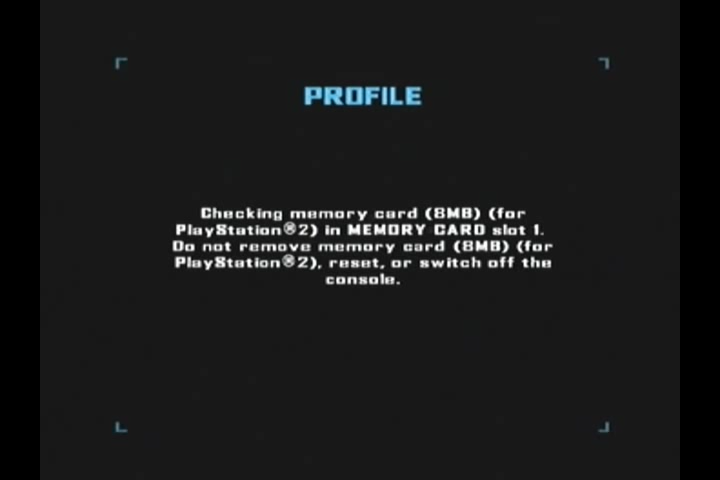 PROFILE
Checking memory card (8MB) (for
PlayStation®2) in MEMORY CARD slot 1.
Do not remove memory card (8MB) (for
PlayStation®2), reset, or switch off the
console.